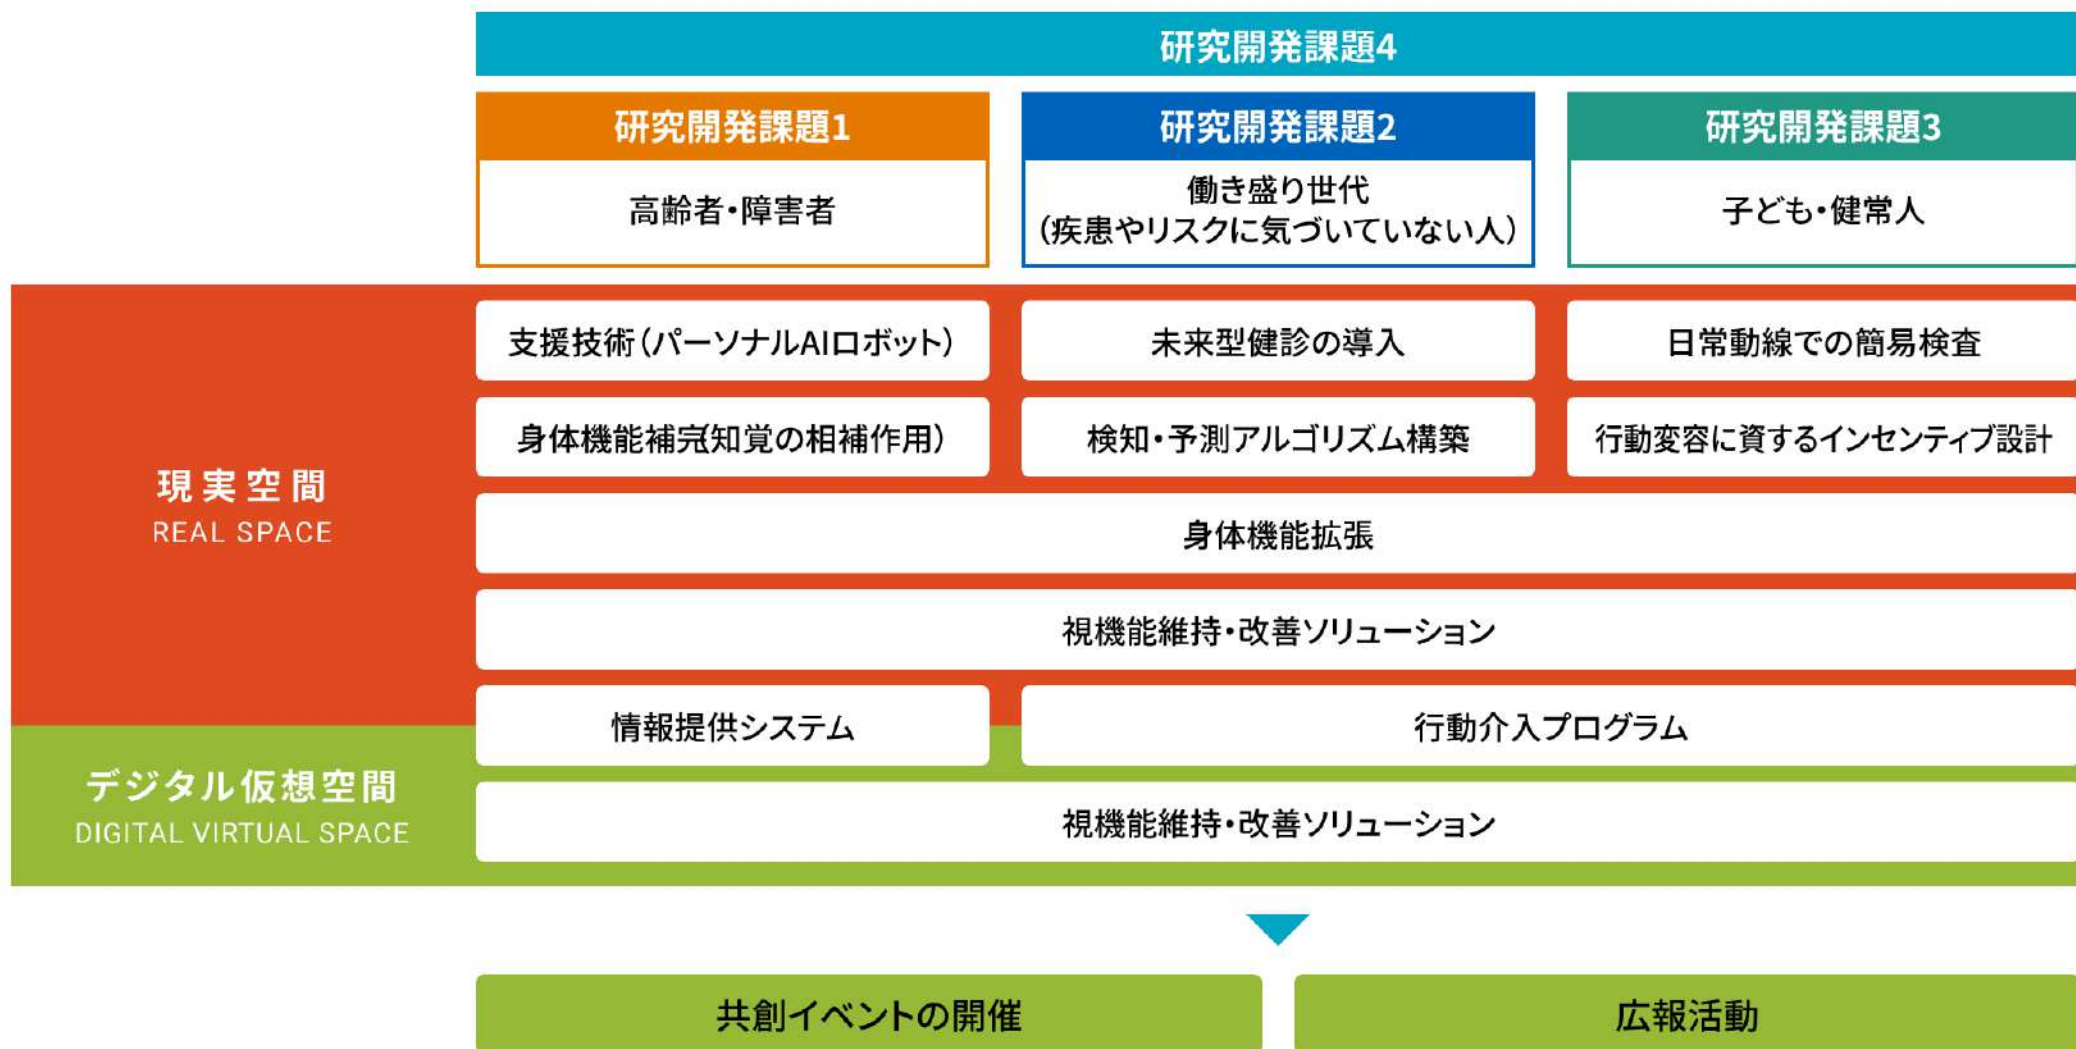 研究開発課題4
研究開発課題1
研究開発課題2
研究開発課題3
高齢者・障害者
働き盛り世代
（疾患やリスクに気づいていない人）
子ども・健常人
支援技術（パーソナルAIロボット）
未来型健診の導入
日常動線での簡易検査
身体機能補完(知覚の相補作用）
検知・予測アルゴリズム構築
行動変容に資するインセンティブ設計
現実空間
REAL SPACE
身体機能拡張
視機能維持・改善ソリューション
情報提供システム
行動介入プログラム
デジタル仮想空間
DIGITAL VIRTUAL SPACE
視機能維持・改善ソリューション
共創イベントの開催
広報活動